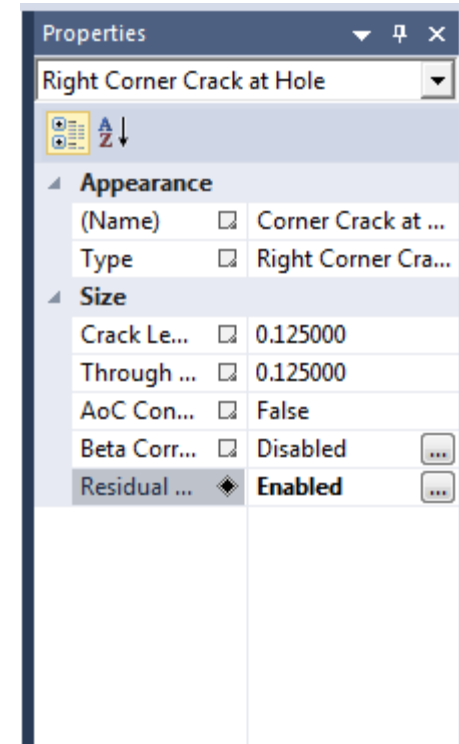 Properties
Right Corner Crack at Hole
A Z
Appearance
(Name) Corner Crack at ...
Type Right Corner Cra...
Size
Crack Le... 0.125000
Through ... 0.125000
AoC Con... False
Beta Corr... Disabled ...
Residual ... Enabled ...